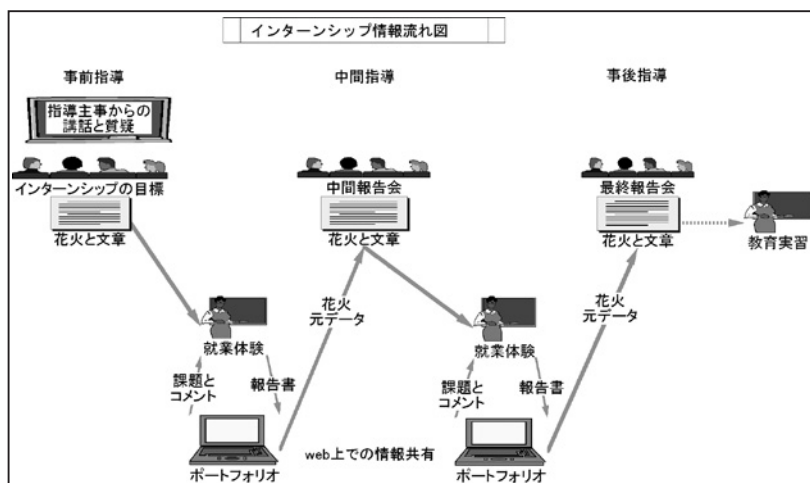 インターンシップ情報流れ図
事前指導
中間指導
事後指導
指導主事からの
講話と質疑
インターンシップの目標
中間報告会
最終報告会
花火と文章
花火と文章
花火と文章
教育実習
花火
元データ
花火
元データ
就業体験
就業体験
課題と
コメント
報告書
課題と
コメント
報告書
ポートフォリオ
web上での情報共有
ポートフォリオ